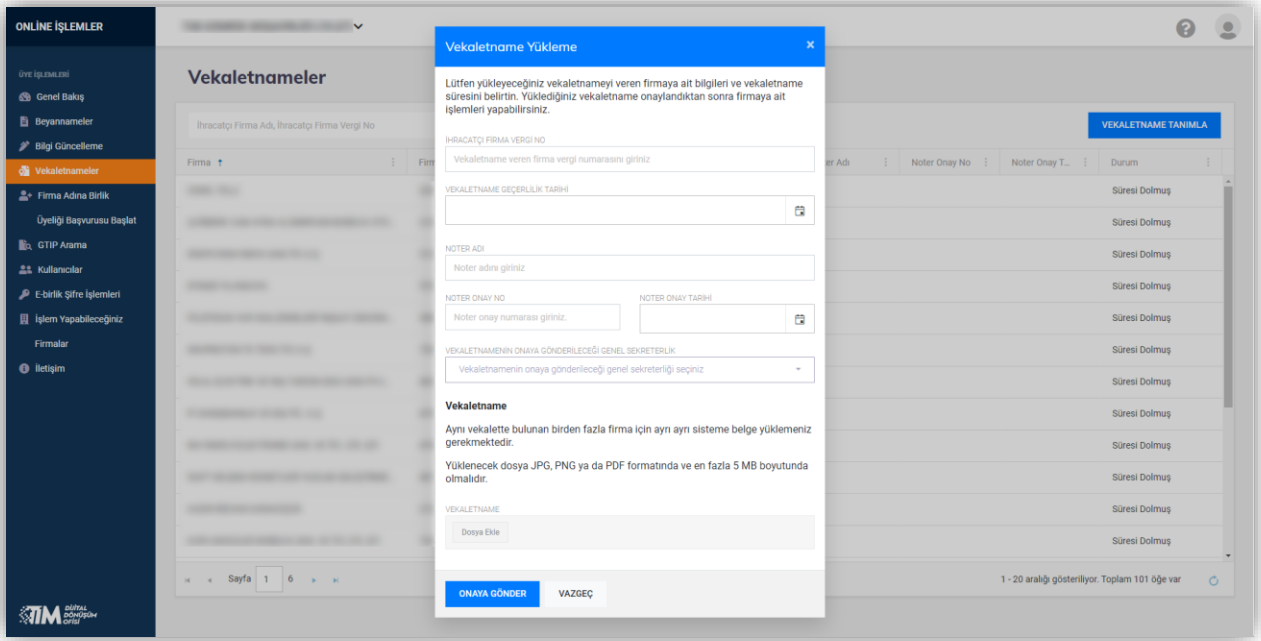 ONLİNE İŞLEMLER
ÜYE İŞLEMLERİ
Genel Bakış
Beyannameler
Bilgi Güncelleme
Vekaletnameler
Firma Adına Birlik
Üyeliği Başvurusu Başlat
GTIP Arama
Kullanıcılar
E-birlik Şifre İşlemleri
İşlem Yapabileceğiniz
Firmalar
İletişim
TİM DİJİTAL
DÖNÜŞÜM
OFİSİ
Vekaletnameler
İhracatçı Firma Adı, İhracatçı Firma Vergi No
VEKALETNAME TANIMLA
Firma ↑ Firm er Adı Noter Onay No Noter Onay T... Durum
Süresi Dolmuş
Süresi Dolmuş
Süresi Dolmuş
Süresi Dolmuş
Süresi Dolmuş
Süresi Dolmuş
Süresi Dolmuş
Süresi Dolmuş
Süresi Dolmuş
Süresi Dolmuş
Süresi Dolmuş
Süresi Dolmuş
Sayfa 1 6
1 - 20 aralığı gösteriliyor. Toplam 101 öğe var
Vekaletname Yükleme ×
Lütfen yükleyeceğiniz vekaletnameyi veren firmaya ait bilgileri ve vekaletname
süresini belirtin. Yüklediğiniz vekaletname onaylandıktan sonra firmaya ait
işlemleri yapabilirsiniz.
İHRACATÇI FİRMA VERGİ NO
Vekaletname veren firma vergi numarasını giriniz
VEKALETNAME GEÇERLİLİK TARİHİ
NOTER ADI
Noter adını giriniz
NOTER ONAY NO NOTER ONAY TARİHİ
Noter onay numarası giriniz.
VEKALETNAMENİN ONAYA GÖNDERİLECEĞİ GENEL SEKRETERLİK
Vekaletnamenin onaya gönderileceği genel sekreterliği seçiniz
Vekaletname
Aynı vekalette bulunan birden fazla firma için ayrı ayrı sisteme belge yüklemeniz
gerekmektedir.
Yüklenecek dosya JPG, PNG ya da PDF formatında ve en fazla 5 MB boyutunda
olmalıdır.
VEKALETNAME
Dosya Ekle
ONAYA GÖNDER VAZGEÇ